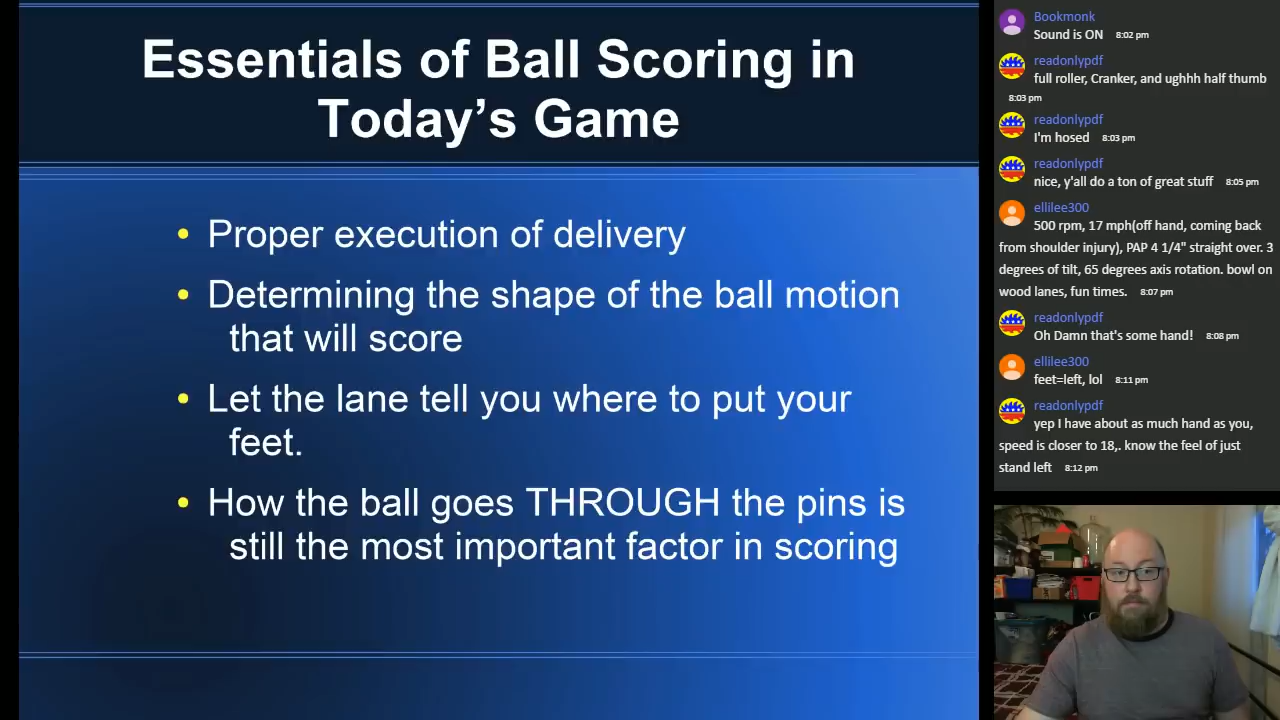 Essentials of Ball Scoring in
Today’s Game
• Proper execution of delivery
• Determining the shape of the ball motion
that will score
• Let the lane tell you where to put your
feet.
• How the ball goes THROUGH the pins is
still the most important factor in scoring
Bookmonk
Sound is ON 8:02 pm
readonlypdf
full roller, Cranker, and ughhh half thumb
8:03 pm
readonlypdf
I'm hosed 8:03 pm
readonlypdf
nice, y'all do a ton of great stuff 8:05 pm
ellilee300
500 rpm, 17 mph(off hand, coming back
from shoulder injury), PAP 4 1/4" straight over. 3
degrees of tilt, 65 degrees axis rotation. bowl on
wood lanes, fun times. 8:07 pm
readonlypdf
Oh Damn that's some hand! 8:08 pm
ellilee300
feet=left, lol 8:11 pm
readonlypdf
yep I have about as much hand as you,
speed is closer to 18,. know the feel of just
stand left 8:12 pm